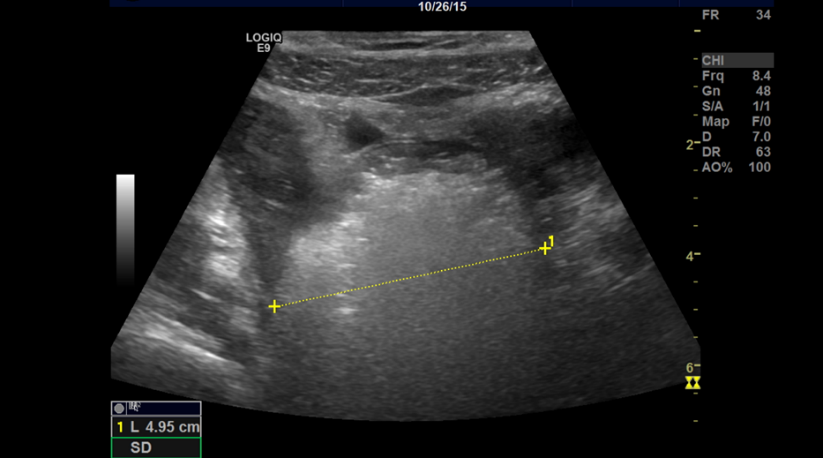 10/26/15
LOGIQ
E9
FR 34
CHI
Frq 8.4
Gn 48
S/A 1/1
Map F/0
D 7.0
DR 63
AO% 100
2
4
6
1
1 L 4.95 cm
SD